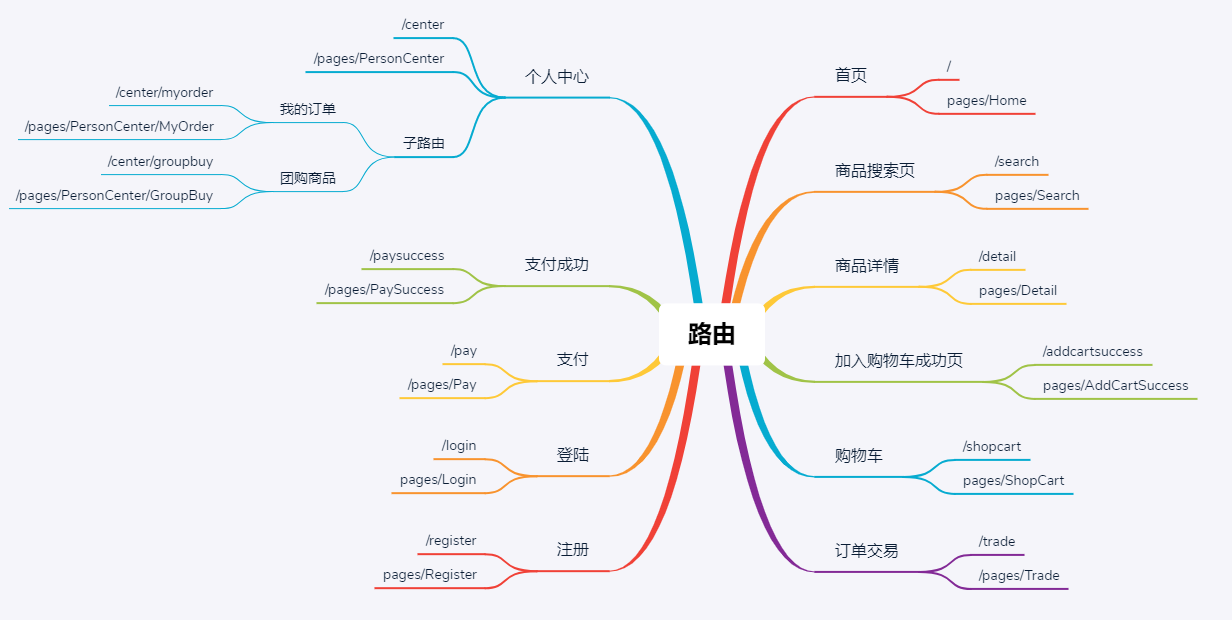 路由
首页
/
pages/Home
商品搜索页
/search
pages/Search
商品详情
/detail
pages/Detail
加入购物车成功页
/addcartsuccess
pages/AddCartSuccess
购物车
/shopcart
pages/ShopCart
订单交易
/trade
/pages/Trade
个人中心
/center
/pages/PersonCenter
子路由
我的订单
/center/myorder
/pages/PersonCenter/MyOrder
团购商品
/center/groupbuy
/pages/PersonCenter/GroupBuy
支付成功
/paysuccess
/pages/PaySuccess
支付
/pay
/pages/Pay
登陆
/login
pages/Login
注册
/register
pages/Register